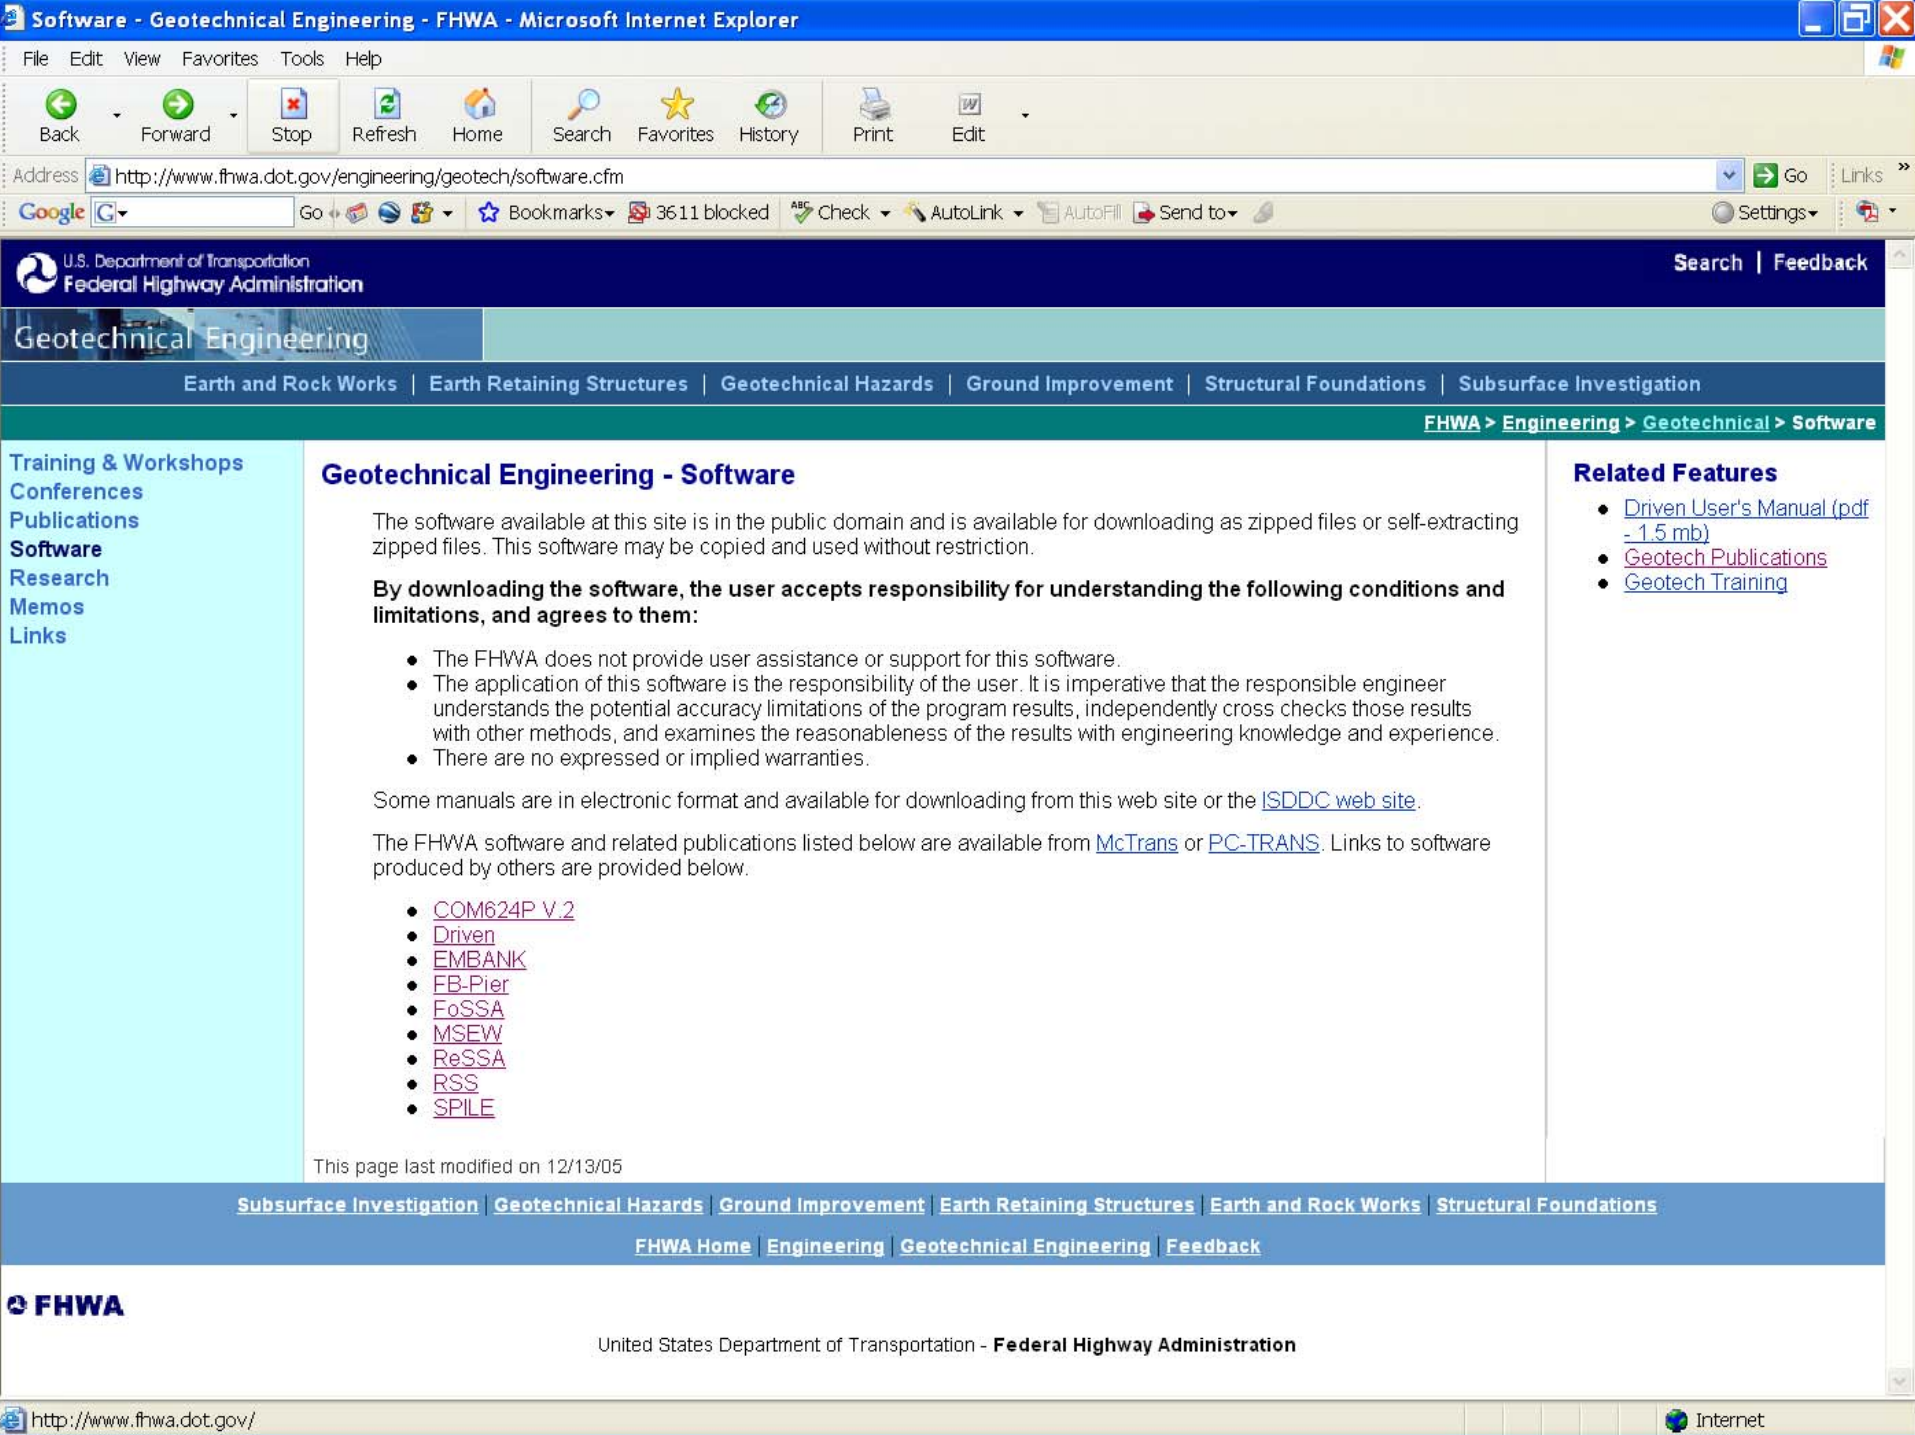 Software - Geotechnical Engineering - FHWA - Microsoft Internet Explorer
File Edit View Favorites Tools Help
Back Forward Stop Refresh Home Search Favorites History Print Edit
Address http://www.fhwa.dot.gov/engineering/geotech/software.cfm Go Links »
Google G Go Bookmarks 3611 blocked ABC Check AutoLink AutoFill Send to Settings
U.S. Department of Transportation
Federal Highway Administration
Search | Feedback
Geotechnical Engineering
Earth and Rock Works | Earth Retaining Structures | Geotechnical Hazards | Ground Improvement | Structural Foundations | Subsurface Investigation
FHWA > Engineering > Geotechnical > Software
Training & Workshops
Conferences
Publications
Software
Research
Memos
Links
Geotechnical Engineering - Software
The software available at this site is in the public domain and is available for downloading as zipped files or self-extracting
zipped files. This software may be copied and used without restriction.
By downloading the software, the user accepts responsibility for understanding the following conditions and
limitations, and agrees to them:
• The FHWA does not provide user assistance or support for this software.
• The application of this software is the responsibility of the user. It is imperative that the responsible engineer
understands the potential accuracy limitations of the program results, independently cross checks those results
with other methods, and examines the reasonableness of the results with engineering knowledge and experience.
• There are no expressed or implied warranties.
Some manuals are in electronic format and available for downloading from this web site or the ISDDC web site.
The FHWA software and related publications listed below are available from McTrans or PC-TRANS. Links to software
produced by others are provided below.
• COM624P V.2
• Driven
• EMBANK
• FB-Pier
• FoSSA
• MSEW
• ReSSA
• RSS
• SPILE
This page last modified on 12/13/05
Related Features
• Driven User's Manual (pdf
- 1.5 mb)
• Geotech Publications
• Geotech Training
Subsurface Investigation | Geotechnical Hazards | Ground Improvement | Earth Retaining Structures | Earth and Rock Works | Structural Foundations
FHWA Home | Engineering | Geotechnical Engineering | Feedback
FHWA
United States Department of Transportation - Federal Highway Administration
http://www.fhwa.dot.gov/ Internet